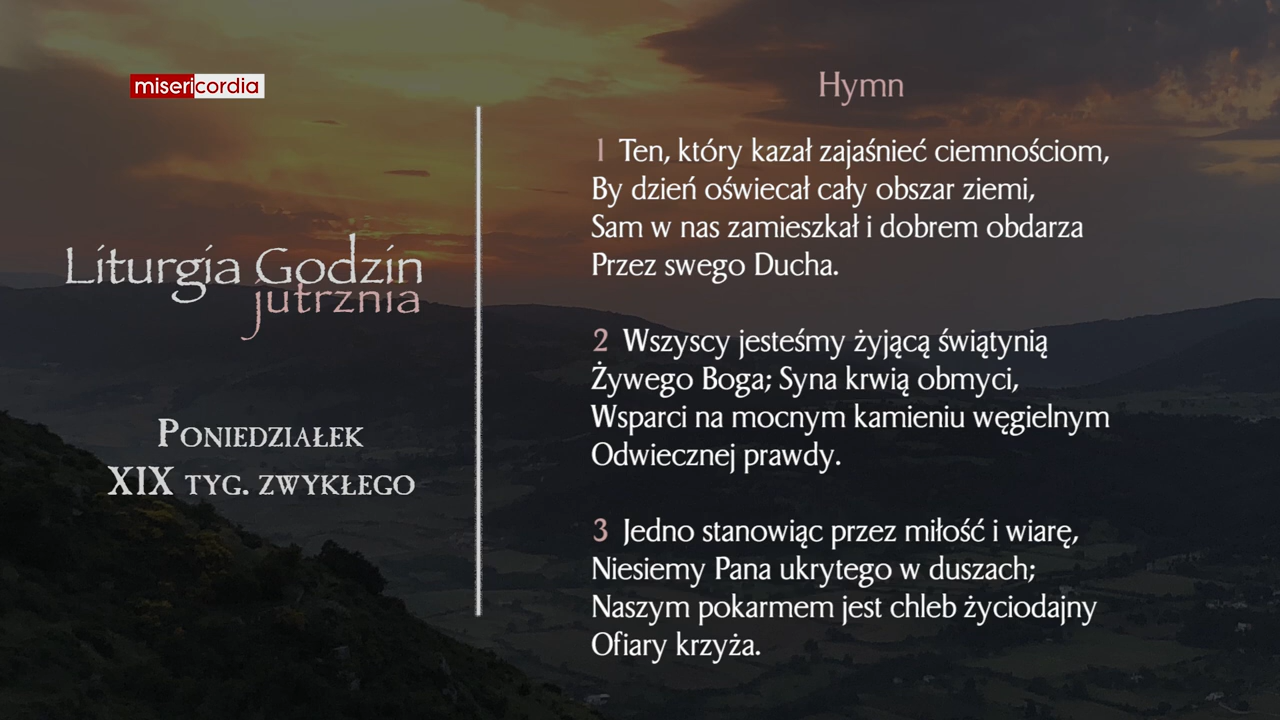 misericordia
Liturgia Godzin
jutrznia
Poniedziałek
XIX tyg. zwykłego
Hymn
1 Ten, który kazał zajaśnieć ciemnościom,
By dzień oświecał cały obszar ziemi,
Sam w nas zamieszkał i dobrem obdarza
Przez swego Ducha.
2 Wszyscy jesteśmy żyjącą świątynią
Żywego Boga; Syna krwią obmyci,
Wsparci na mocnym kamieniu węgielnym
Odwiecznej prawdy.
3 Jedno stanowiąc przez miłość i wiarę,
Niesiemy Pana ukrytego w duszach;
Naszym pokarmem jest chleb życiodajny
Ofiary krzyża.